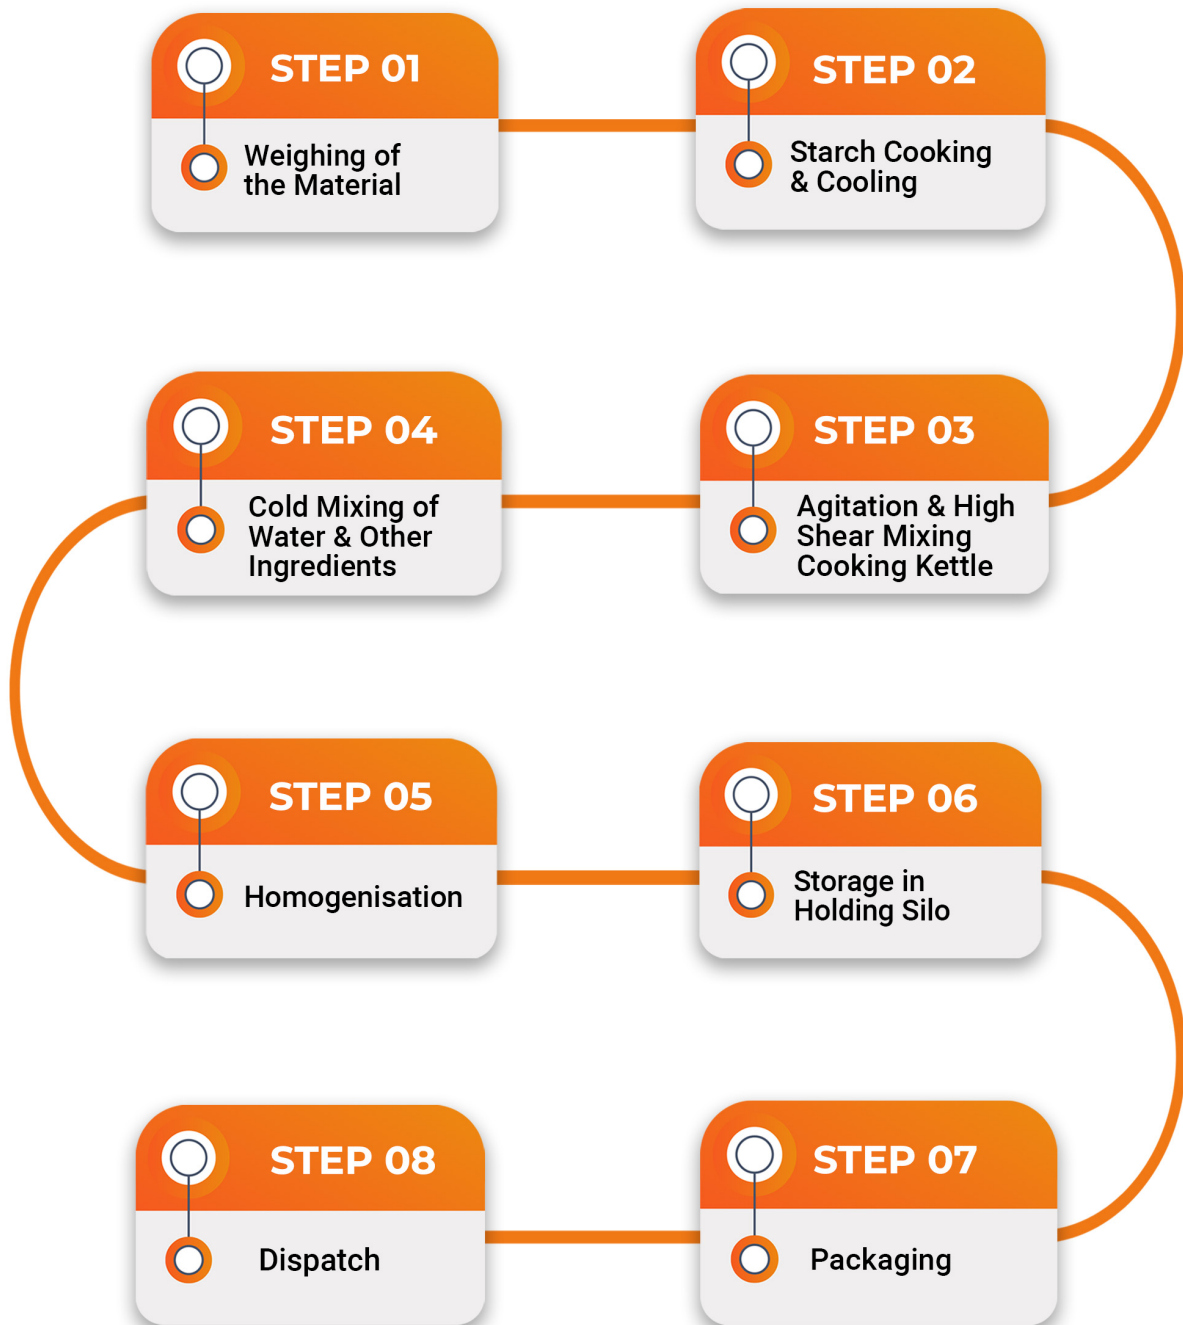 STEP 01
Weighing of
the Material
STEP 02
Starch Cooking
& Cooling
STEP 03
Agitation & High
Shear Mixing
Cooking Kettle
STEP 04
Cold Mixing of
Water & Other
Ingredients
STEP 05
Homogenisation
STEP 06
Storage in
Holding Silo
STEP 07
Packaging
STEP 08
Dispatch